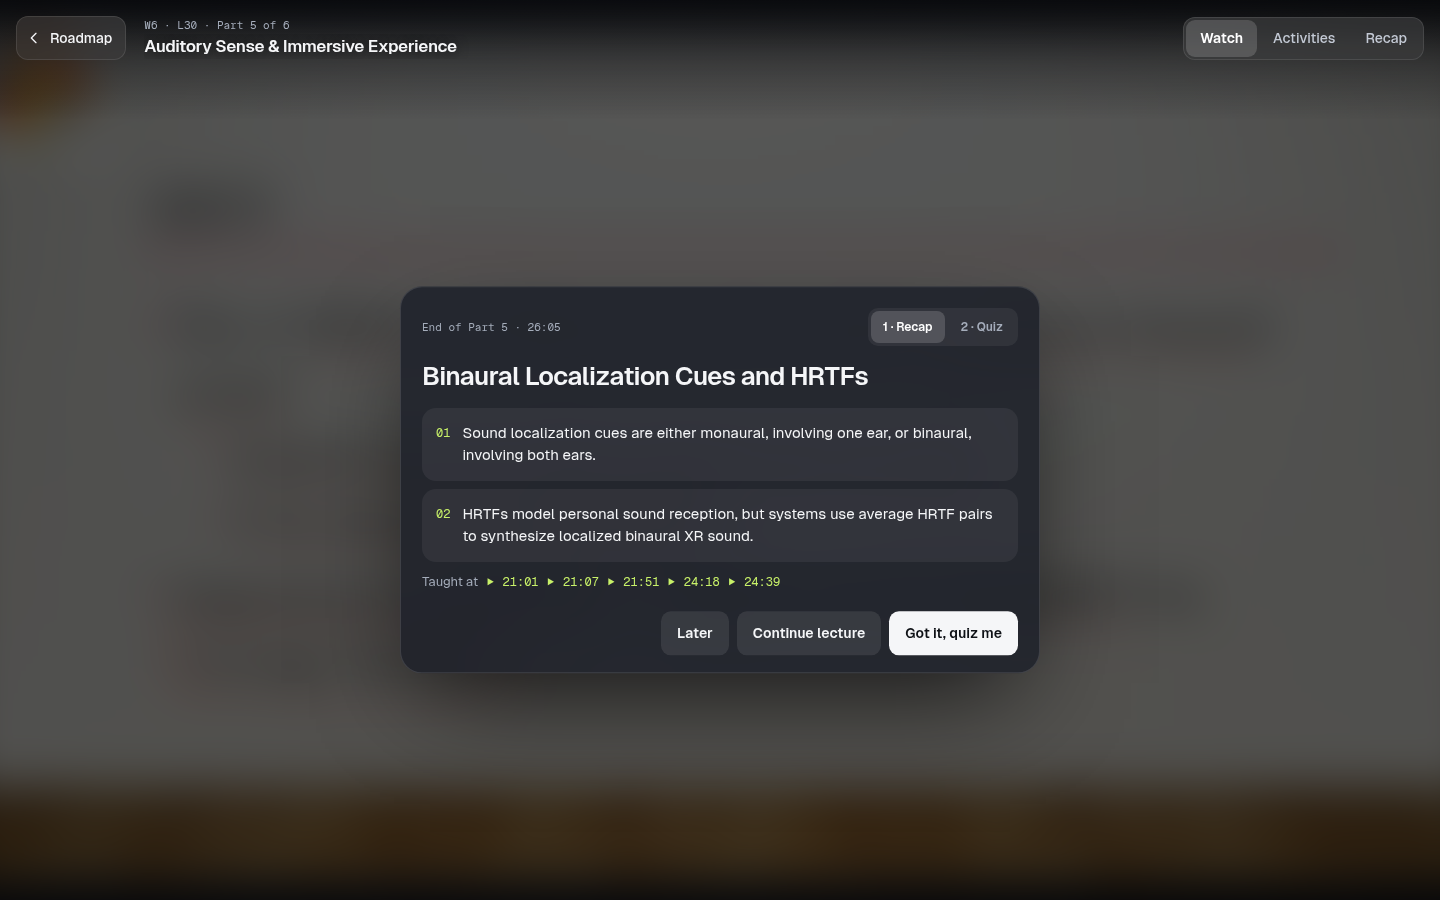 Roadmap
W6 · L30 · Part 5 of 6
Auditory Sense & Immersive Experience
Watch
Activities
Recap
End of Part 5 · 26:05
1 · Recap
2 · Quiz
Binaural Localization Cues and HRTFs
01 Sound localization cues are either monaural, involving one ear, or binaural,
involving both ears.
02 HRTFs model personal sound reception, but systems use average HRTF pairs
to synthesize localized binaural XR sound.
Taught at ▶ 21:01 ▶ 21:07 ▶ 21:51 ▶ 24:18 ▶ 24:39
Later
Continue lecture
Got it, quiz me